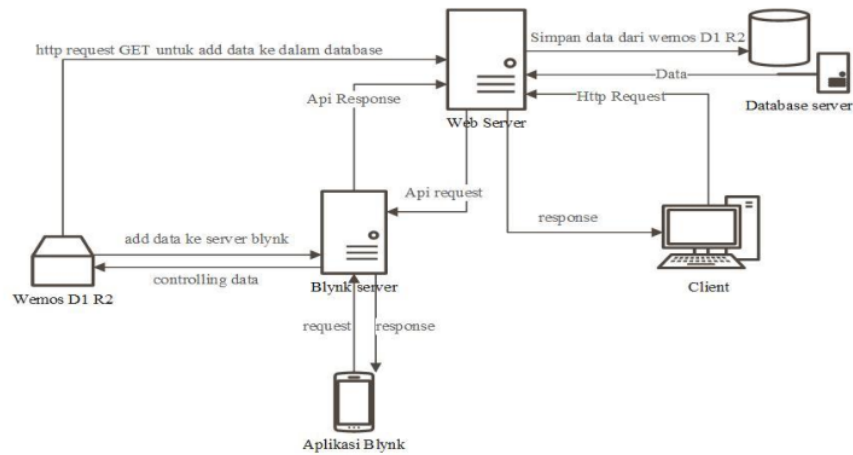 http request GET untuk add data ke dalam database
Simpan data dari wemos D1 R2
Data
Http Request
Database server
Api Response
Web Server
Api request
response
add data ke server blynk
controlling data
Wemos D1 R2
Blynk server
Client
request
response
Aplikasi Blynk